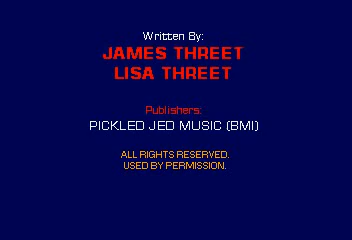 Written By:
JAMES THREET
LISA THREET
Publishers:
PICKLED JED MUSIC (BMI)
ALL RIGHTS RESERVED.
USED BY PERMISSION.